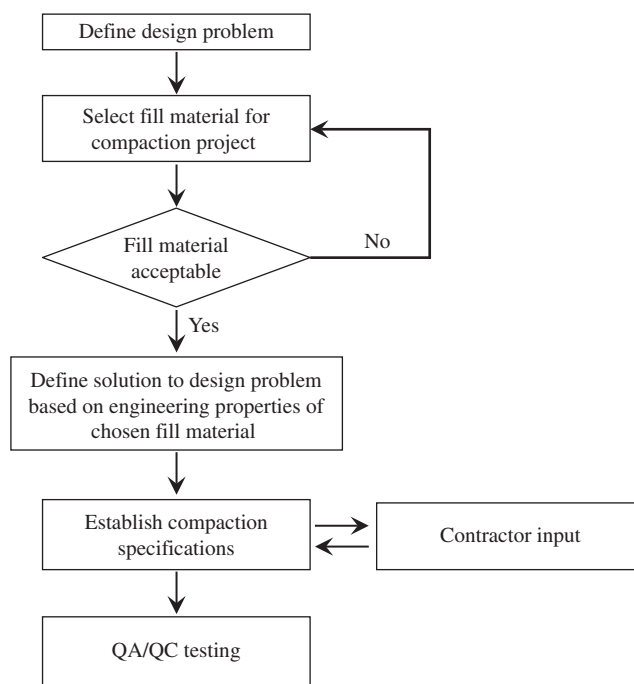 Define design problem
Select fill material for
compaction project
Fill material
acceptable
No
Yes
Define solution to design problem
based on engineering properties of
chosen fill material
Establish compaction
specifications
Contractor input
QA/QC testing